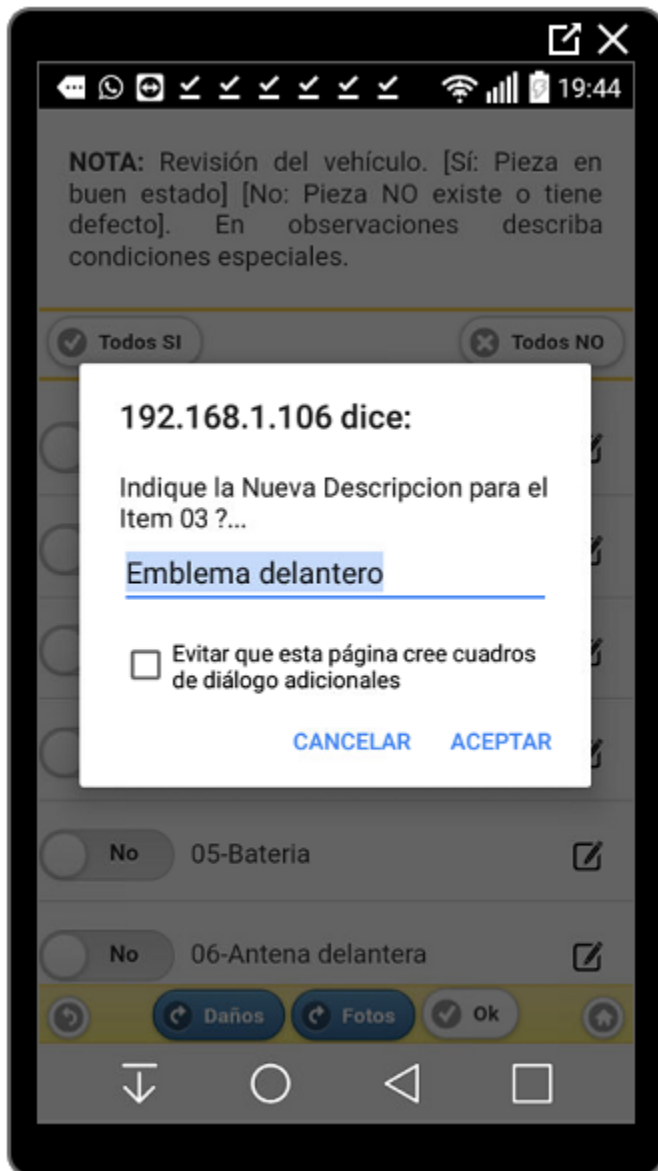 19:44
NOTA: Revisión del vehículo. [Sí: Pieza en
buen estado] [No: Pieza NO existe o tiene
defecto]. En observaciones describa
condiciones especiales.
Todos SI
Todos NO
192.168.1.106 dice:
Indique la Nueva Descripcion para el
Item 03 ?...
Emblema delantero
Evitar que esta página cree cuadros
de diálogo adicionales
CANCELAR ACEPTAR
No 05-Bateria
No 06-Antena delantera
Daños Fotos Ok